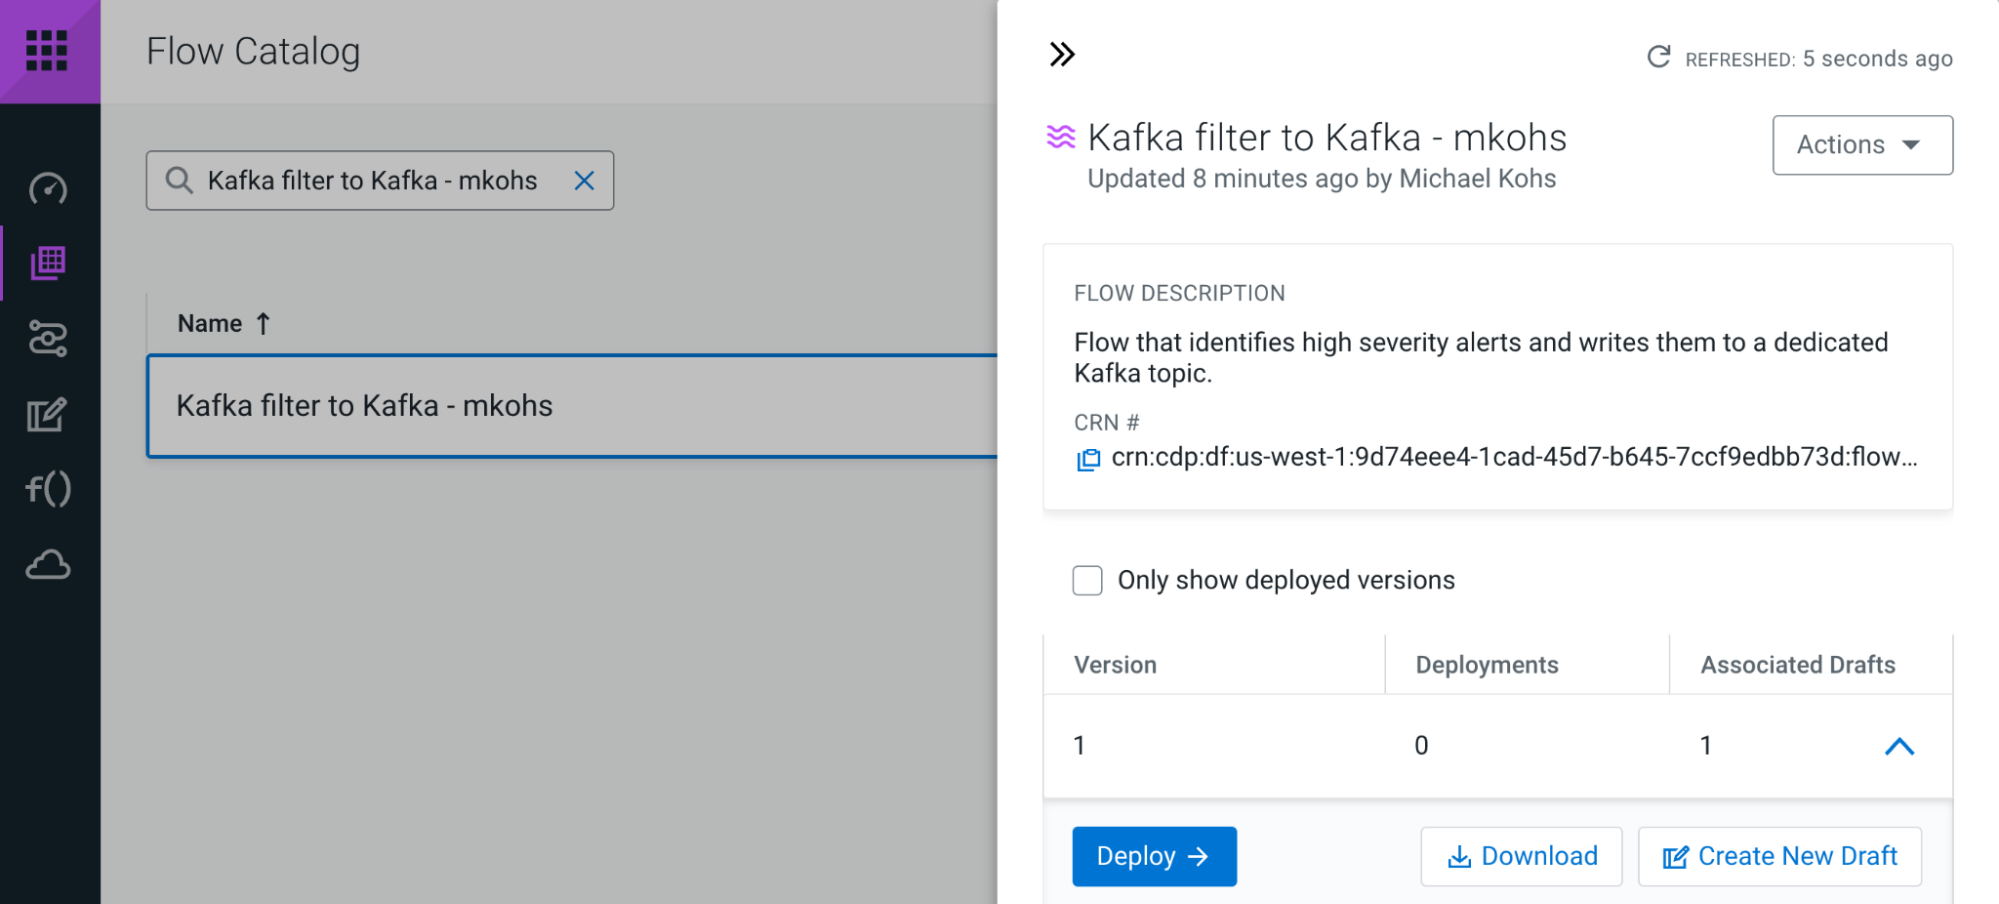 Flow Catalog
Kafka filter to Kafka - mkohs
Name ↑
Kafka filter to Kafka - mkohs
f()
REFRESHED: 5 seconds ago
Kafka filter to Kafka - mkohs
Actions
Updated 8 minutes ago by Michael Kohs
FLOW DESCRIPTION
Flow that identifies high severity alerts and writes them to a dedicated
Kafka topic.
CRN #
crn:cdp:df:us-west-1:9d74eee4-1cad-45d7-b645-7ccf9edbb73d:flow...
Only show deployed versions
Version Deployments Associated Drafts
1 0 1
Deploy → Download Create New Draft